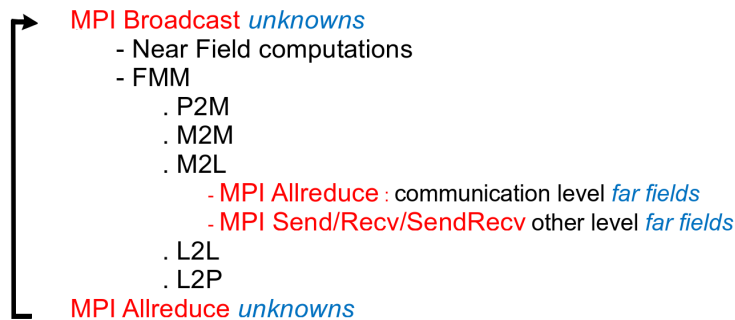 MPI Broadcast unknowns
- Near Field computations
- FMM
. P2M
. M2M
. M2L
- MPI Allreduce : communication level far fields
- MPI Send/Recv/SendRecv other level far fields
. L2L
. L2P
MPI Allreduce unknowns